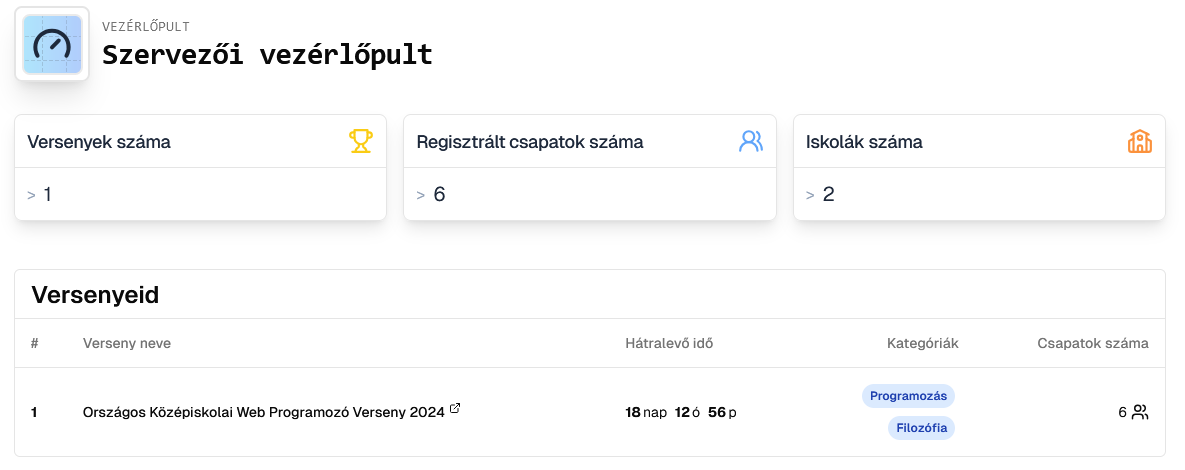 VEZÉRLŐPULT
Szervezői vezérlőpult
Versenyek száma
> 1
Regisztrált csapatok száma
> 6
Iskolák száma
> 2
Versenyeid
# Verseny neve Hátralevő idő Kategóriák Csapatok száma
1 Országos Középiskolai Web Programozó Verseny 2024 18 nap 12 ó 56 p Programozás 6
Filozófia